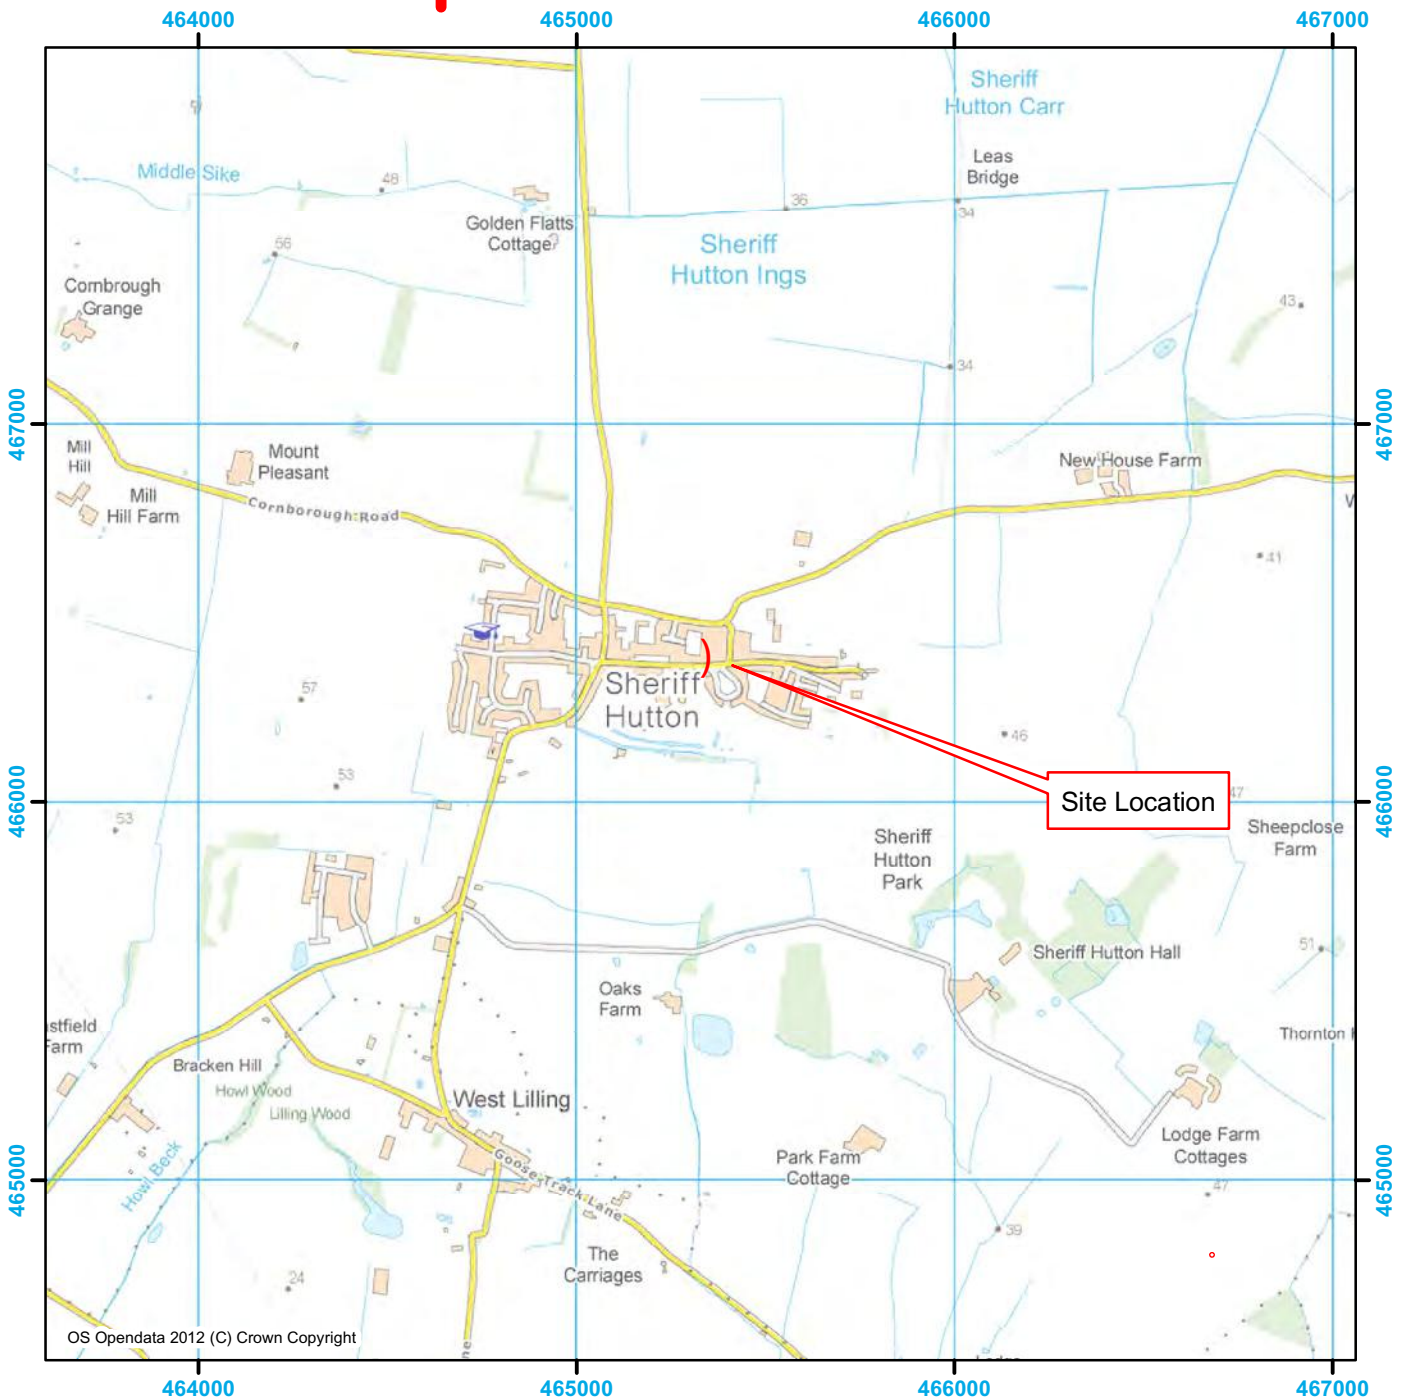 464000
465000
466000
467000
Sheriff
Hutton Carr
Leas
Bridge
Middle Sike
48
36
34
Golden Flatts
Cottage
56
Sheriff
Hutton Ings
Cornbrough
Grange
43
34
467000
467000
Mill
Hill
Mount
Pleasant
New House Farm
Mill
Hill Farm
Cornborough Road
W
41
Sheriff
Hutton
57
46
53
466000
Site Location
47
466000
53
Sheriff
Hutton
Park
Sheepclose
Farm
Sheriff Hutton Hall
51
Oaks
Farm
stfield
Farm
Thornton
Bracken Hill
Howl Wood
Lilling Wood
West Lilling
Lodge Farm
Cottages
Park Farm
Cottage
Howl Beck
Goose Track Lane
465000
465000
47
39
The
Carriages
24
OS Opendata 2012 (C) Crown Copyright
ne
464000
465000
466000
467000